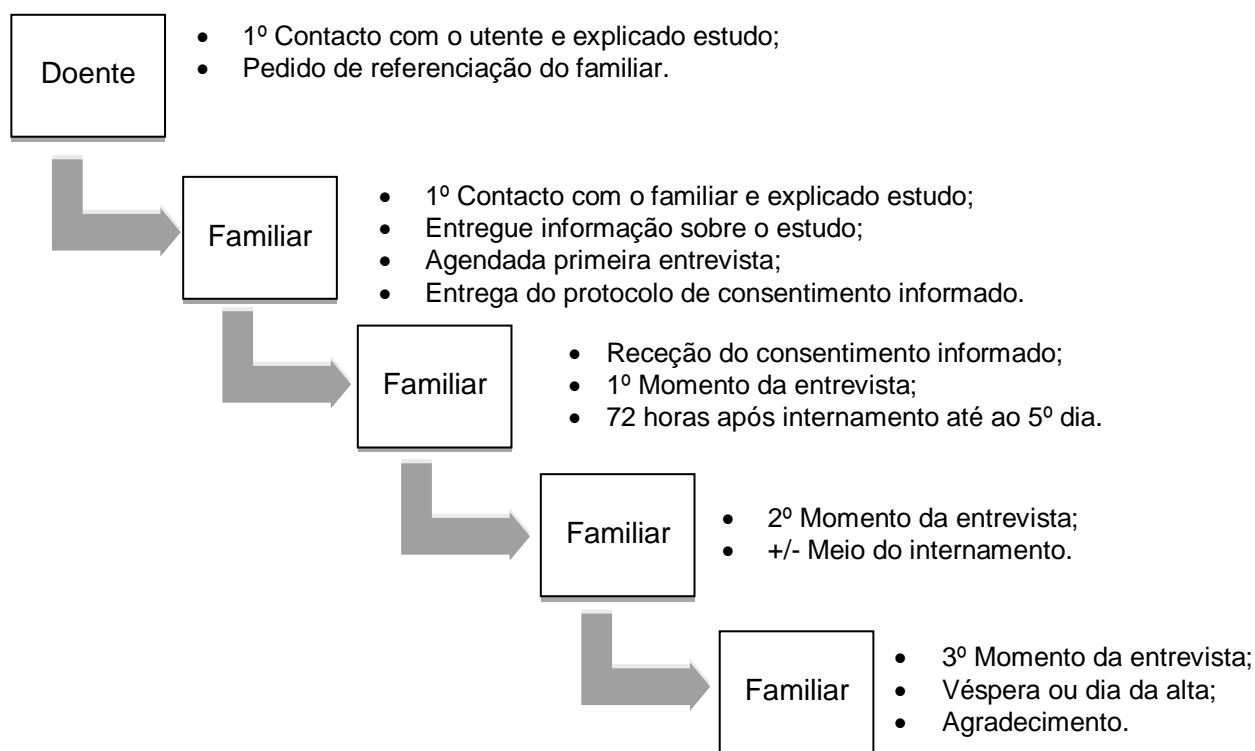 Doente
• 1º Contacto com o utente e explicado estudo;
• Pedido de referenciação do familiar.
Familiar
• 1º Contacto com o familiar e explicado estudo;
• Entregue informação sobre o estudo;
• Agendada primeira entrevista;
• Entrega do protocolo de consentimento informado.
Familiar
• Receção do consentimento informado;
• 1º Momento da entrevista;
• 72 horas após internamento até ao 5º dia.
Familiar
• 2º Momento da entrevista;
• +/- Meio do internamento.
Familiar
• 3º Momento da entrevista;
• Véspera ou dia da alta;
• Agradecimento.